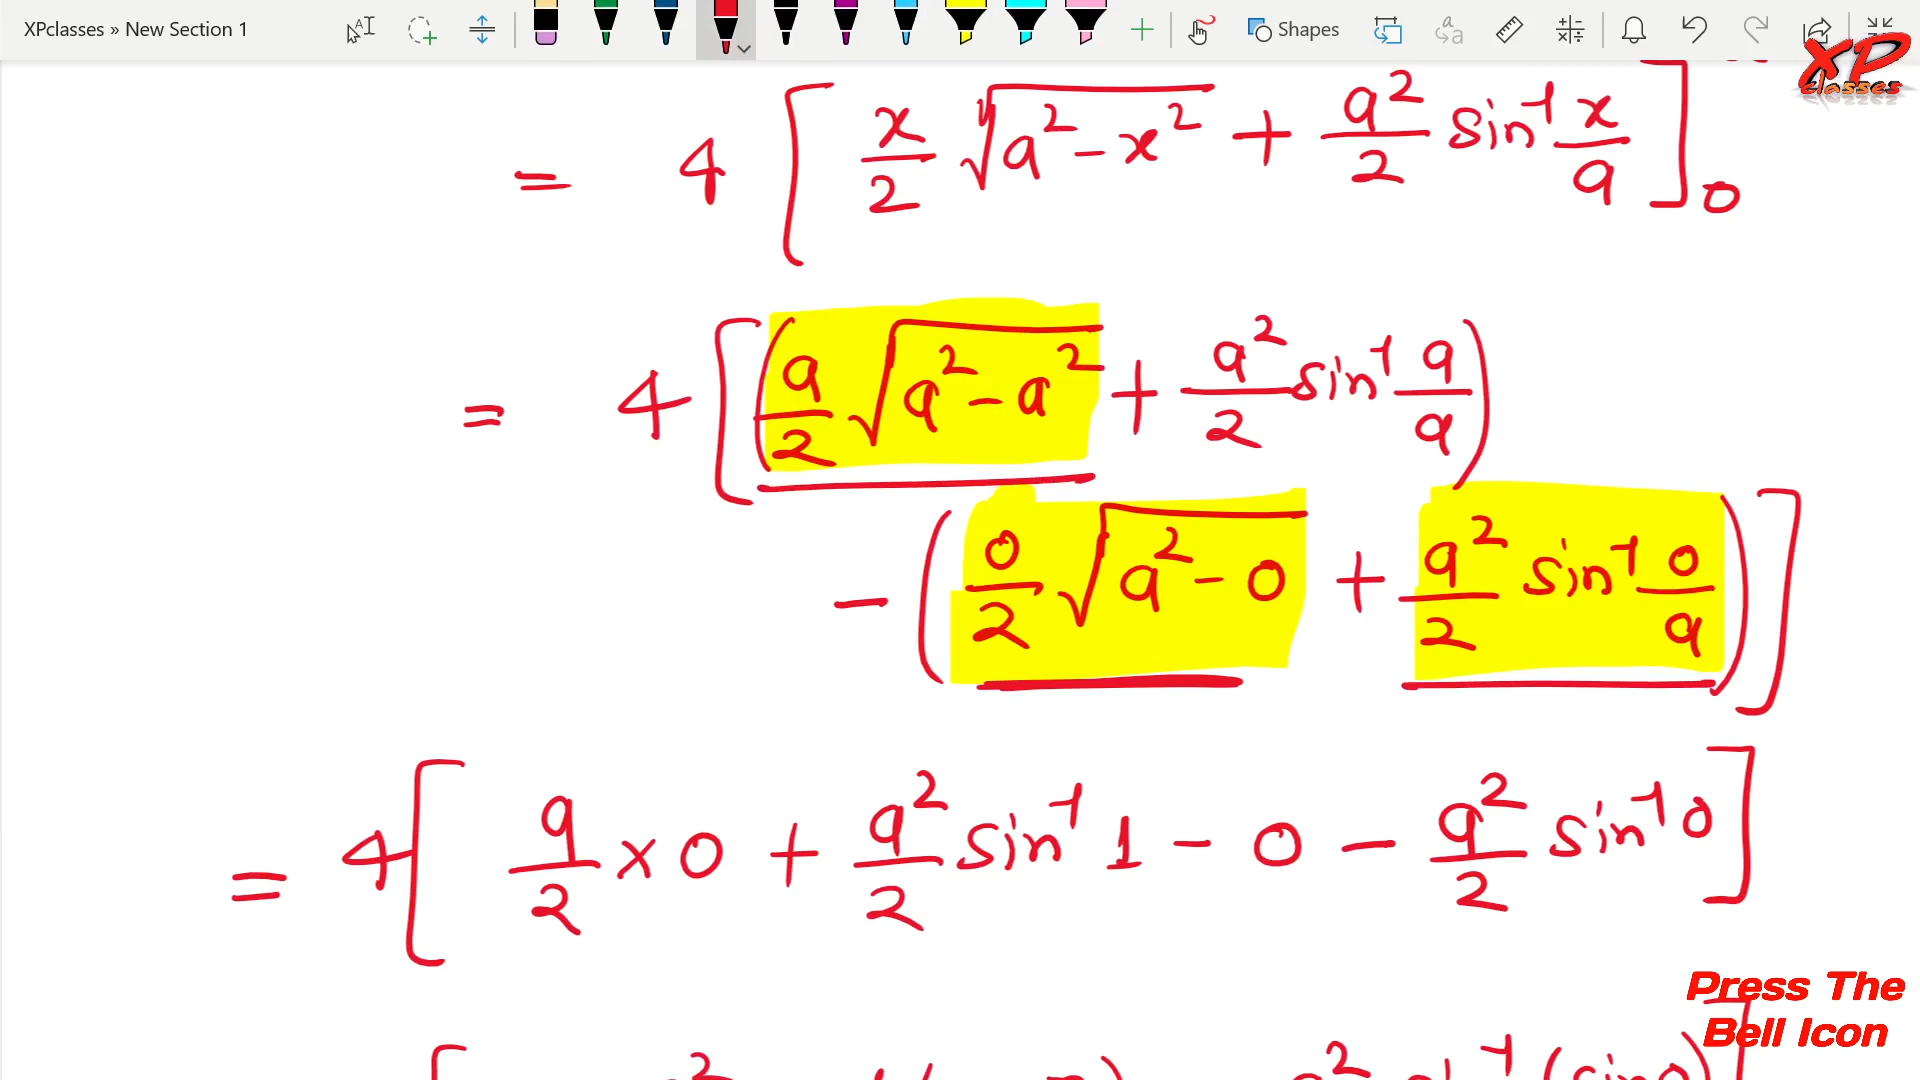 XPclasses » New Section 1 Shapes
XP
classes
= 4 [ x/2 √(a² - x²) + a²/2 sin⁻¹ x/a ]₀
= 4 [ ( a/2 √(a² - a²) + a²/2 sin⁻¹ a/a )
- ( 0/2 √(a² - 0) + a²/2 sin⁻¹ 0/a ) ]
= 4 [ a/2 × 0 + a²/2 sin⁻¹ 1 - 0 - a²/2 sin⁻¹ 0 ]
Press The
Bell Icon